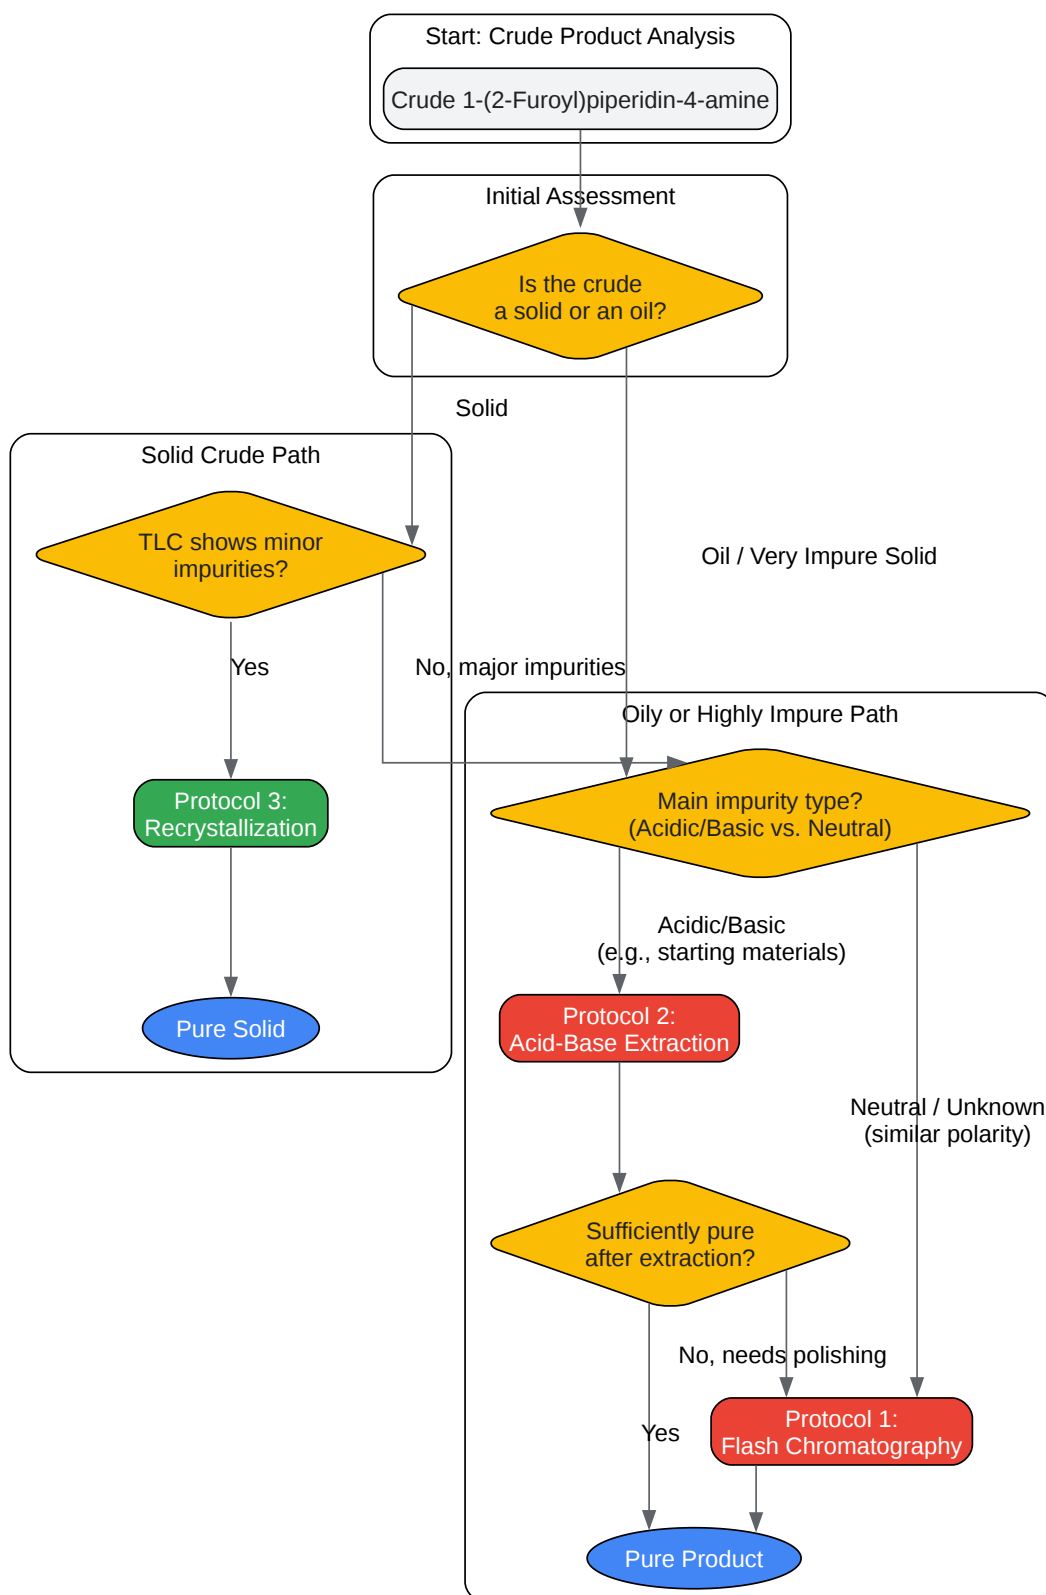 Start: Crude Product Analysis
Crude 1-(2-Furoyl)piperidin-4-amine
Initial Assessment
Is the crude
a solid or an oil?
Solid
Solid Crude Path
TLC shows minor
impurities?
Oil / Very Impure Solid
Yes
No, major impurities
Oily or Highly Impure Path
Protocol 3:
Recrystallization
Main impurity type?
(Acidic/Basic vs. Neutral)
Acidic/Basic
(e.g., starting materials)
Pure Solid
Protocol 2:
Acid-Base Extraction
Neutral / Unknown
(similar polarity)
Sufficiently pure
after extraction?
No, needs polishing
Yes
Protocol 1:
Flash Chromatography
Pure Product